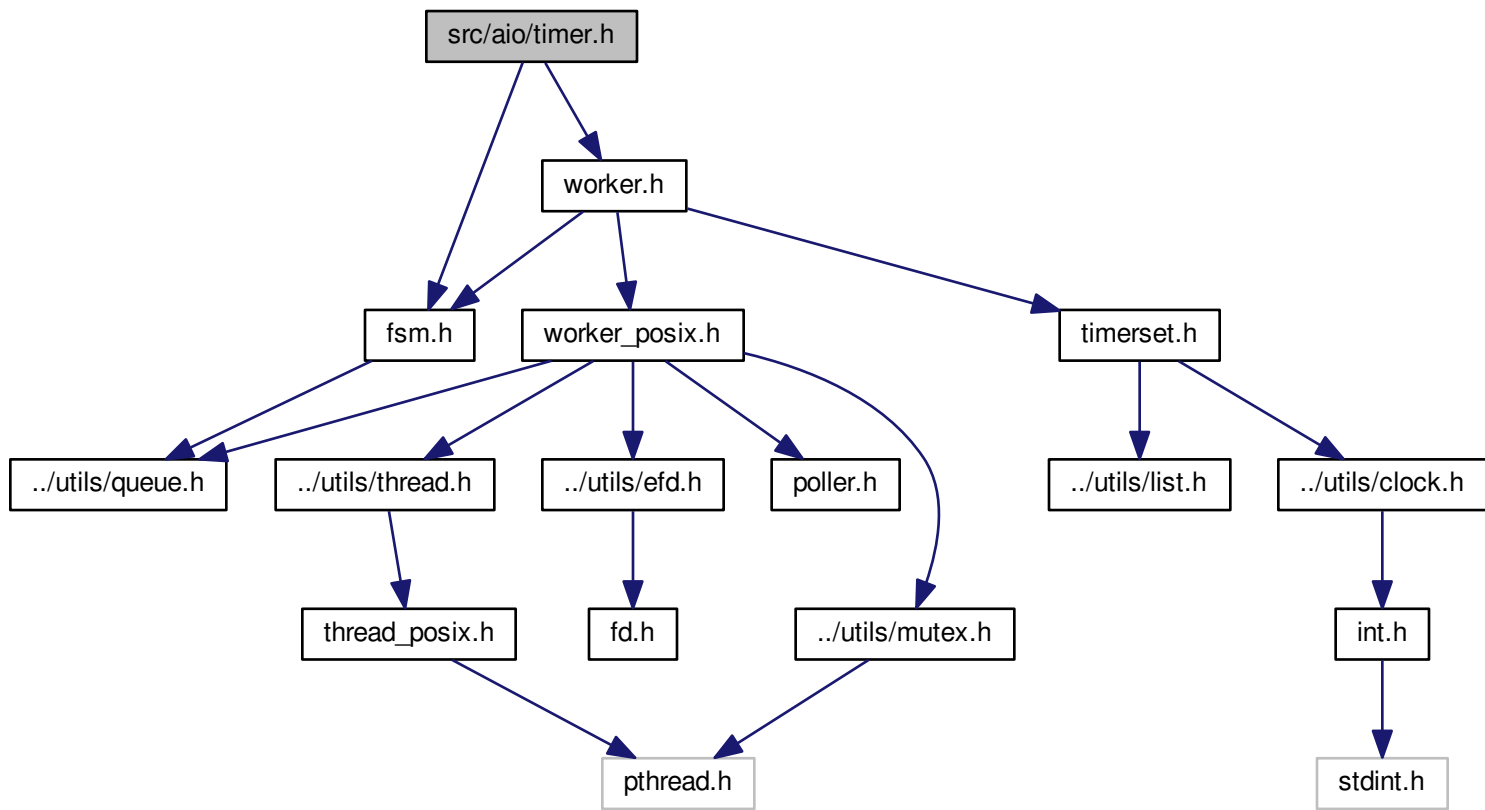 src/aio/timer.h
worker.h
fsm.h
worker_posix.h
timerset.h
../utils/queue.h
../utils/thread.h
../utils/efd.h
poller.h
../utils/list.h
../utils/clock.h
thread_posix.h
fd.h
../utils/mutex.h
int.h
pthread.h
stdint.h